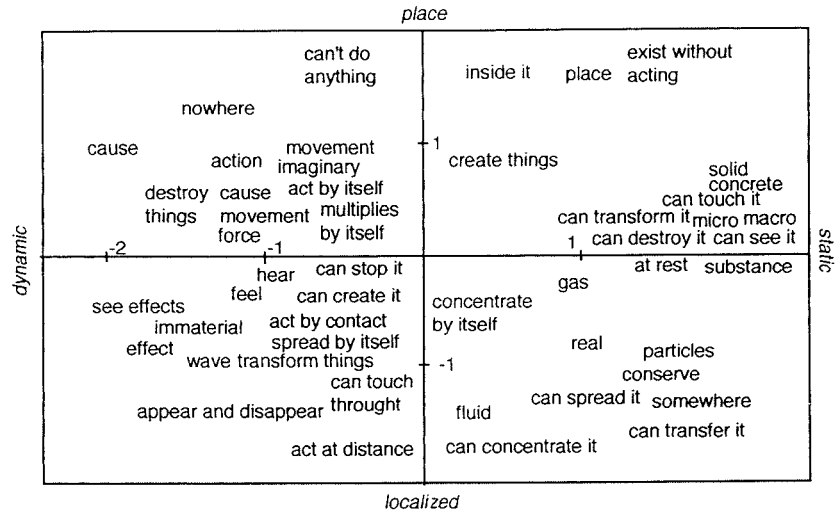 place
can't do
anything
inside it
place
exist without
acting
nowhere
cause
action
movement
imaginary
1
create things
destroy
things
cause
movement
force
act by itself
multiplies
by itself
solid
concrete
can touch it
can transform it
micro macro
can destroy it
can see it
dynamic
-2
-1
1
static
hear
feel
can stop it
can create it
gas
at rest
substance
see effects
immaterial
effect
act by contact
spread by itself
wave transform things
concentrate
by itself
real
particles
conserve
-1
can touch
throught
appear and disappear
fluid
can spread it
somewhere
can transfer it
act at distance
can concentrate it
localized